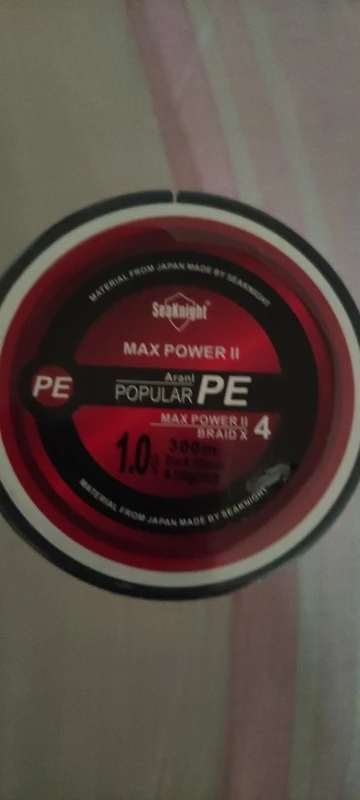 MATERIAL FROM JAPAN MADE BY SEAKNIGHT
SeaKnight®
MAX POWER II
PE
Arani
POPULAR PE
MAX POWER II
BRAID X 4
1.0
300m
MATERIAL FROM JAPAN MADE BY SEAKNIGHT